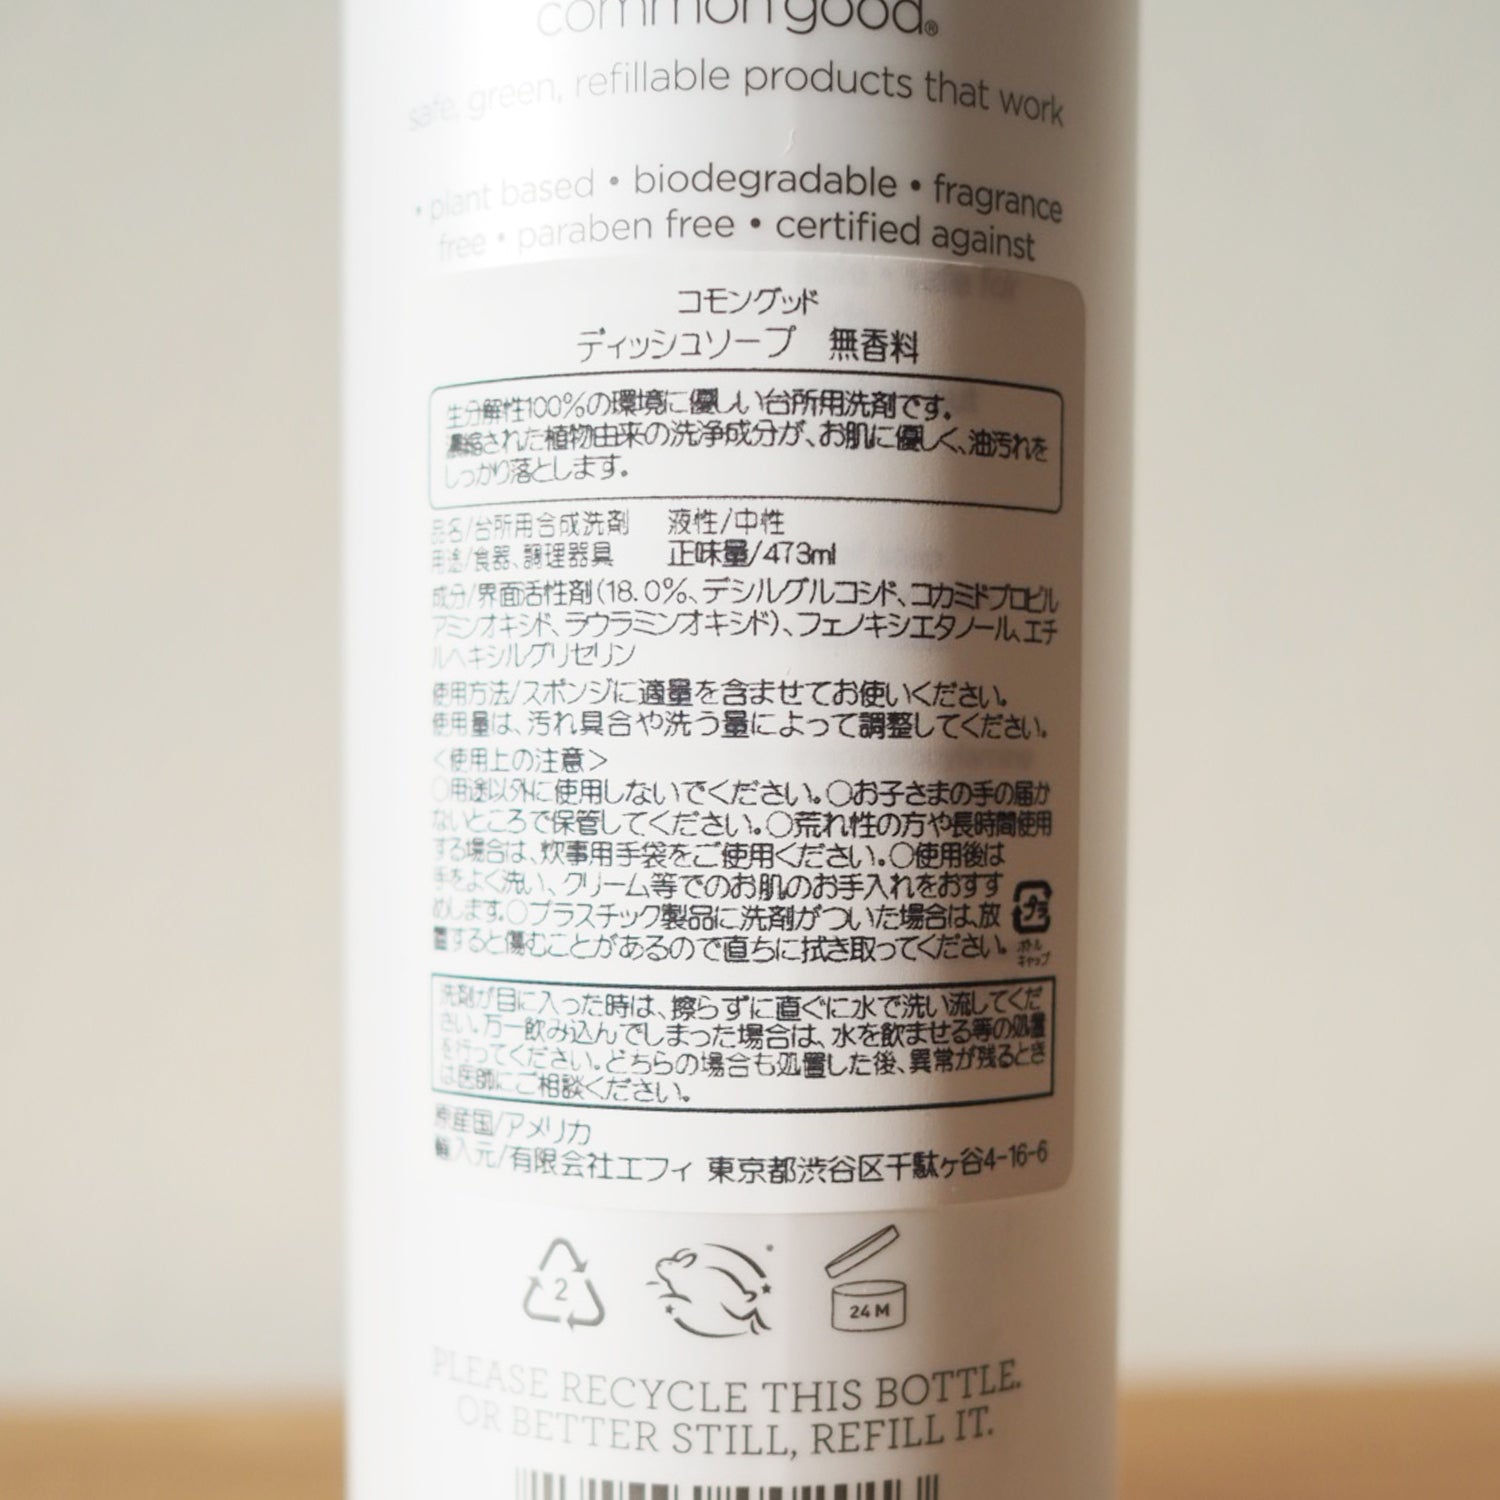 common good®
safe, green, refillable products that work
• plant based • biodegradable • fragrance
free • paraben free • certified against
コモングッド
ディッシュソープ 無香料
生分解性100%の環境に優しい台所用洗剤です。
濃縮された植物由来の洗浄成分が、お肌に優しく、油汚れを
しっかり落とします。
品名/台所用合成洗剤 液性/中性
用途/食器、調理器具 正味量/473ml
成分/界面活性剤(18.0%、デシルグルコシド、コカミドプロピル
アミンオキシド、ラウラミンオキシド)、フェノキシエタノール、エチ
ルヘキシルグリセリン
使用方法/スポンジに適量を含ませてお使いください。
使用量は、汚れ具合や洗う量によって調整してください。
<使用上の注意>
○用途以外に使用しないでください。○お子さまの手の届か
ないところで保管してください。○荒れ性の方や長時間使用
する場合は、炊事用手袋をご使用ください。○使用後は
手をよく洗い、クリーム等でのお肌のお手入れをおすす
めします。○プラスチック製品に洗剤がついた場合は、放
置すると傷むことがあるので直ちに拭き取ってください。
プラ
ボトル
キャップ
洗剤が目に入った時は、擦らずに直ぐに水で洗い流してくだ
さい。万一飲み込んでしまった場合は、水を飲ませる等の処置
を行ってください。どちらの場合も処置した後、異常が残るとき
は医師にご相談ください。
原産国/アメリカ
輸入元/有限会社エフィ 東京都渋谷区千駄ヶ谷4-16-6
2
24M
PLEASE RECYCLE THIS BOTTLE.
OR BETTER STILL, REFILL IT.